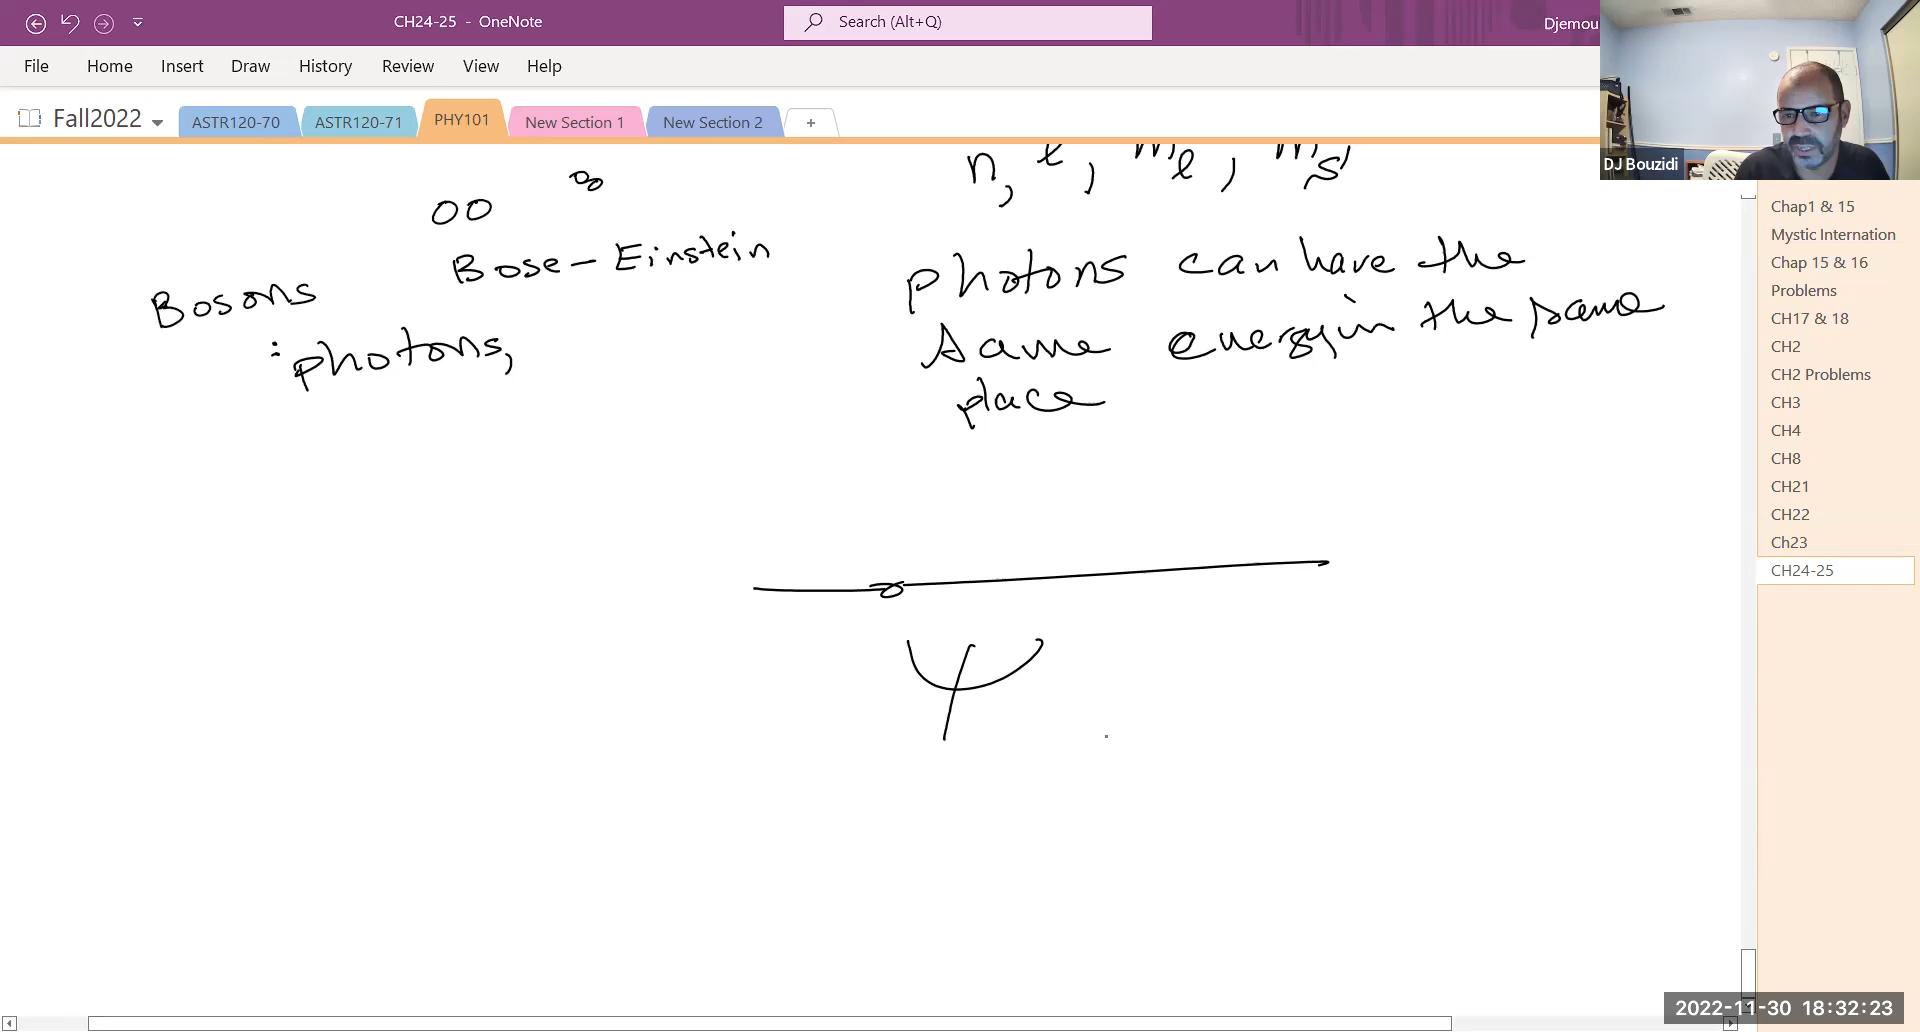 CH24-25 - OneNote
Search (Alt+Q)
Djemou
File Home Insert Draw History Review View Help
Fall2022 ASTR120-70 ASTR120-71 PHY101 New Section 1 New Section 2 +
DJ Bouzidi
n, l, ml, ms,
Bose-Einstein
Bosons
: photons,
photons can have the
same energy in the same
place
ψ
Chap1 & 15
Mystic Internation
Chap 15 & 16
Problems
CH17 & 18
CH2
CH2 Problems
CH3
CH4
CH8
CH21
CH22
Ch23
CH24-25
2022-11-30 18:32:23